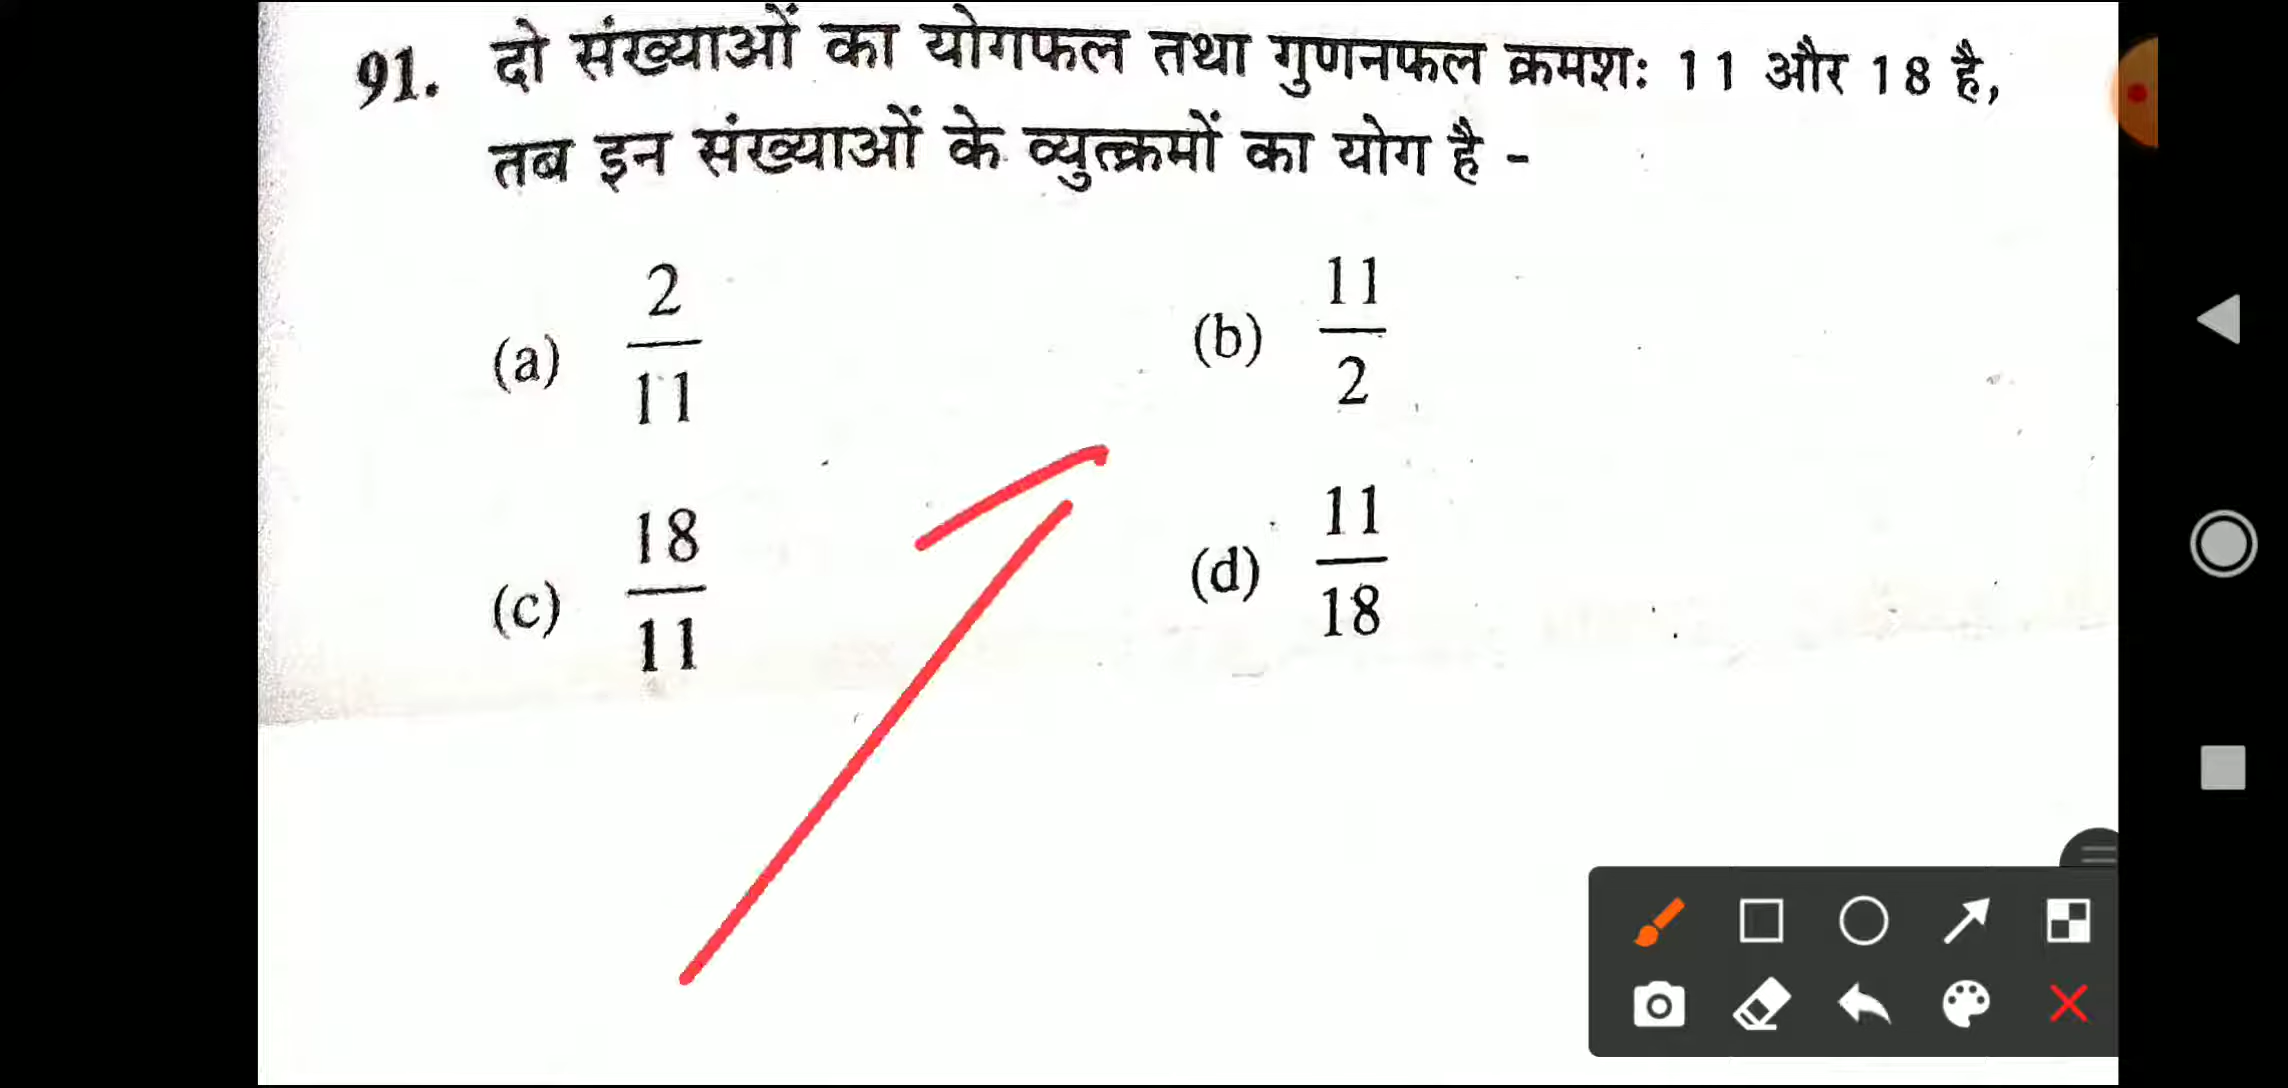 91. दो संख्याओं का योगफल तथा गुणनफल क्रमशः 11 और 18 है,
तब इन संख्याओं के व्युत्क्रमों का योग है -
(a) 2/11 (b) 11/2
(c) 18/11 (d) 11/18